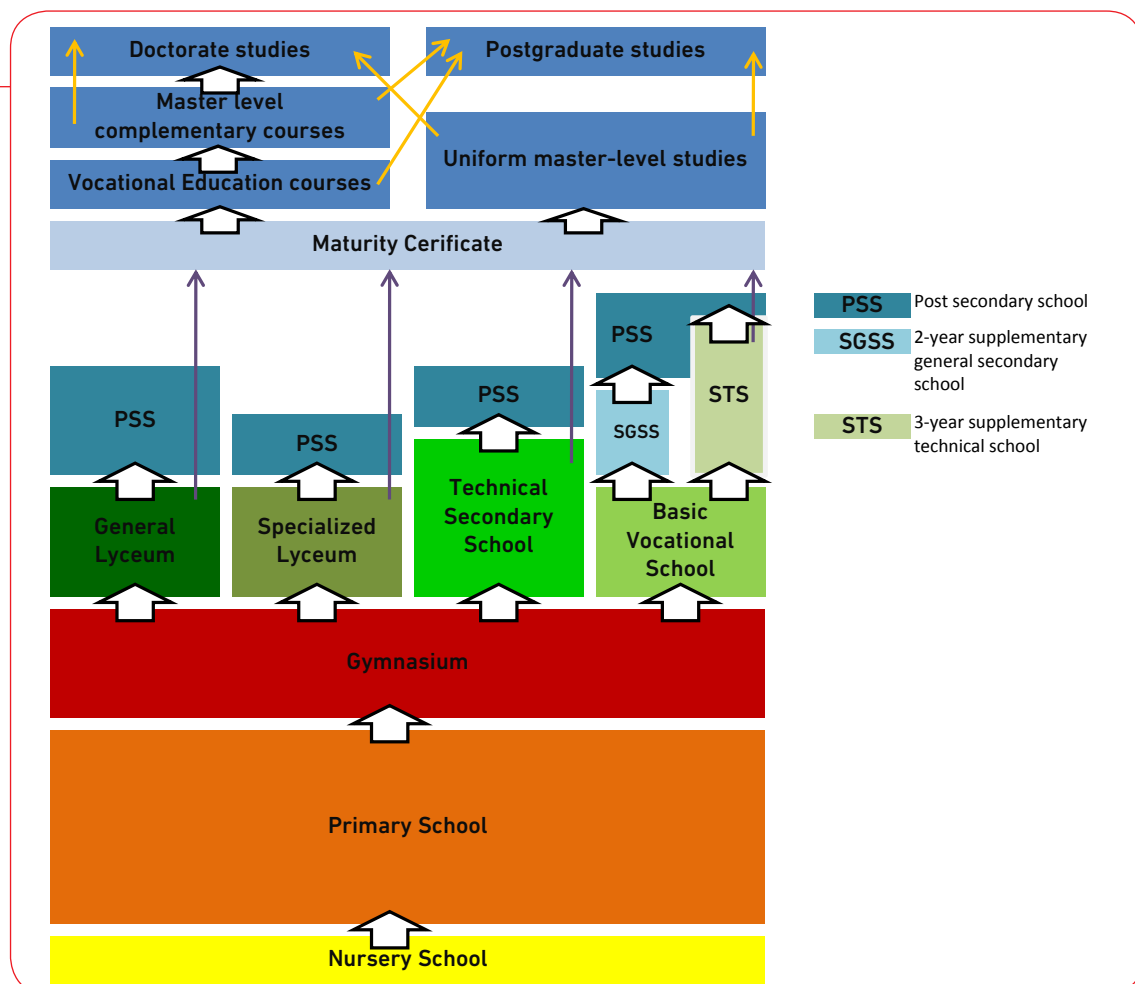 Doctorate studies
Postgraduate studies
Master level
complementary courses
Uniform master-level studies
Vocational Education courses
Maturity Cerificate
PSS
Post secondary school
SGSS
2-year supplementary
general secondary
school
STS
3-year supplementary
technical school
PSS
PSS
PSS
PSS
STS
SGSS
General
Lyceum
Specialized
Lyceum
Technical
Secondary
School
Basic
Vocational
School
Gymnasium
Primary School
Nursery School